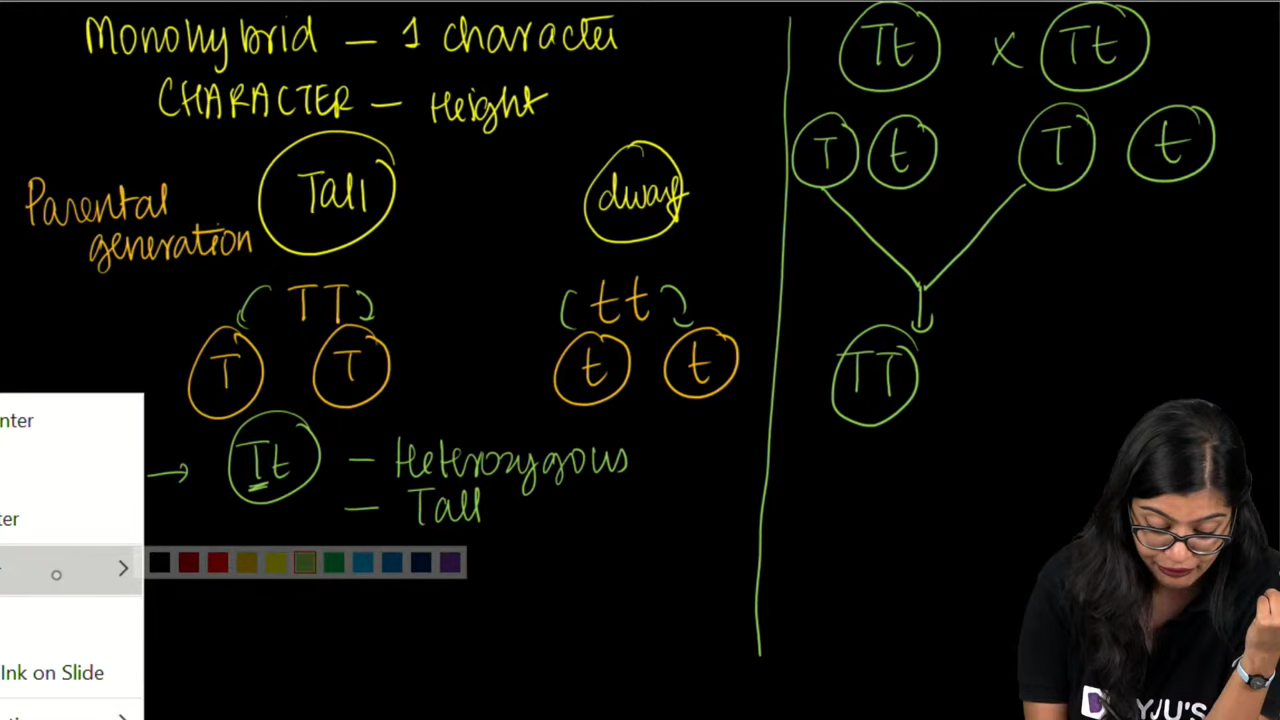 Monohybrid – 1 character
CHARACTER – Height
Tall
dwarf
Parental
generation
TT
tt
T
T
t
t
→ Tt – Heterozygous
– Tall
Tt x Tt
T
t
T
t
TT
nter
ter
Ink on Slide
YJU'S